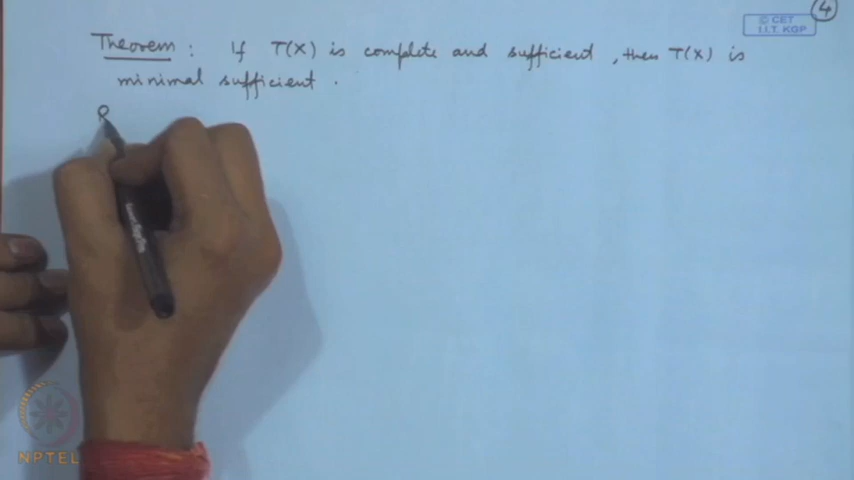 4
© CET
I.I.T. KGP
Theorem : If T(X) is complete and sufficient, then T(X) is
minimal sufficient.
NPTEL